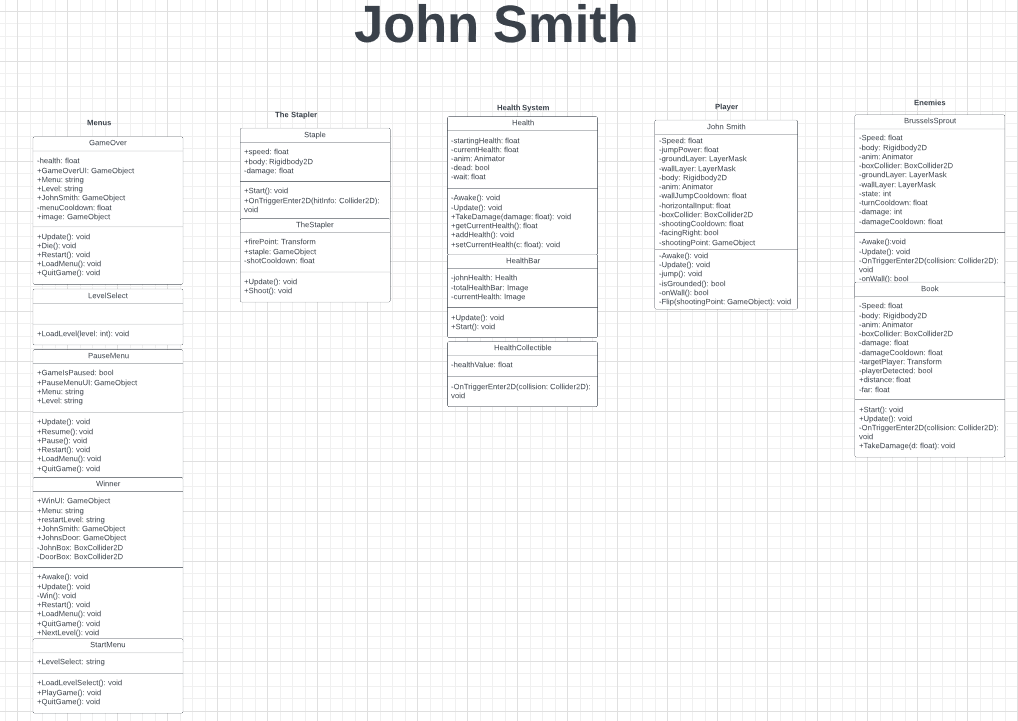 John Smith
Menus
GameOver
-health: float
+GameOverUI: GameObject
+Menu: string
+Level: string
+JohnSmith: GameObject
-menuCooldown: float
+image: GameObject
+Update(): void
+Die(): void
+Restart(): void
+LoadMenu(): void
+QuitGame(): void
LevelSelect
+LoadLevel(level: int): void
PauseMenu
+GameIsPaused: bool
+PauseMenuUI: GameObject
+Menu: string
+Level: string
+Update(): void
+Resume(): void
+Pause(): void
+Restart(): void
+LoadMenu(): void
+QuitGame(): void
Winner
+WinUI: GameObject
+Menu: string
+restartLevel: string
+JohnSmith: GameObject
+JohnsDoor: GameObject
-JohnBox: BoxCollider2D
-DoorBox: BoxCollider2D
+Awake(): void
+Update(): void
-Win(): void
+Restart(): void
+LoadMenu(): void
+QuitGame(): void
+NextLevel(): void
StartMenu
+LevelSelect: string
+LoadLevelSelect(): void
+PlayGame(): void
+QuitGame(): void
The Stapler
Staple
+speed: float
+body: Rigidbody2D
-damage: float
+Start(): void
+OnTriggerEnter2D(hitInfo: Collider2D):
void
TheStapler
+firePoint: Transform
+staple: GameObject
-shotCooldown: float
+Update(): void
+Shoot(): void
Health System
Health
-startingHealth: float
-currentHealth: float
-anim: Animator
-dead: bool
-wait: float
-Awake(): void
-Update(): void
+TakeDamage(damage: float): void
+getCurrentHealth(): float
+addHealth(): void
+setCurrentHealth(c: float): void
HealthBar
-johnHealth: Health
-totalHealthBar: Image
-currentHealth: Image
+Update(): void
+Start(): void
HealthCollectible
-healthValue: float
-OnTriggerEnter2D(collision: Collider2D):
void
Player
John Smith
-Speed: float
-jumpPower: float
-groundLayer: LayerMask
-wallLayer: LayerMask
-body: Rigidbody2D
-anim: Animator
-wallJumpCooldown: float
-horizontalInput: float
-boxCollider: BoxCollider2D
-shootingCooldown: float
-facingRight: bool
-shootingPoint: GameObject
-Awake(): void
-Update(): void
-jump(): void
-isGrounded(): bool
-onWall(): bool
-Flip(shootingPoint: GameObject): void
Enemies
BrusselsSprout
-Speed: float
-body: Rigidbody2D
-anim: Animator
-boxCollider: BoxCollider2D
-groundLayer: LayerMask
-wallLayer: LayerMask
-state: int
-turnCooldown: float
-damage: int
-damageCooldown: float
-Awake():void
-Update(): void
-OnTriggerEnter2D(collision: Collider2D):
void
-onWall(): bool
Book
-Speed: float
-body: Rigidbody2D
-anim: Animator
-boxCollider: BoxCollider2D
-damage: float
-damageCooldown: float
-targetPlayer: Transform
-playerDetected: bool
+distance: float
-far: float
+Start(): void
+Update(): void
-OnTriggerEnter2D(collision: Collider2D):
void
+TakeDamage(d: float): void